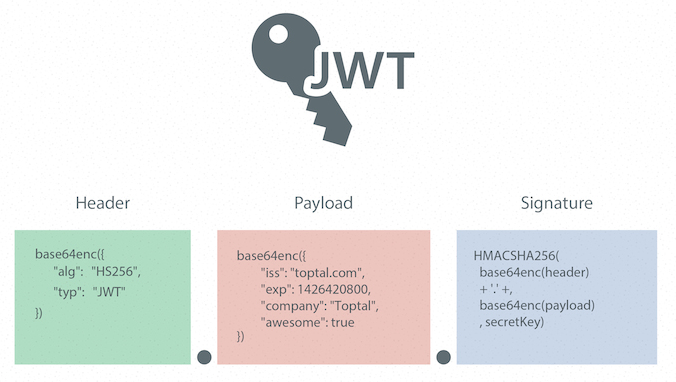 JWT
Header
Payload
Signature
base64enc({
"alg": "HS256",
"typ": "JWT"
})
base64enc({
"iss": "toptal.com",
"exp": 1426420800,
"company": "Toptal",
"awesome": true
})
HMACSHA256(
base64enc(header)
+ '.' +,
base64enc(payload)
, secretKey)